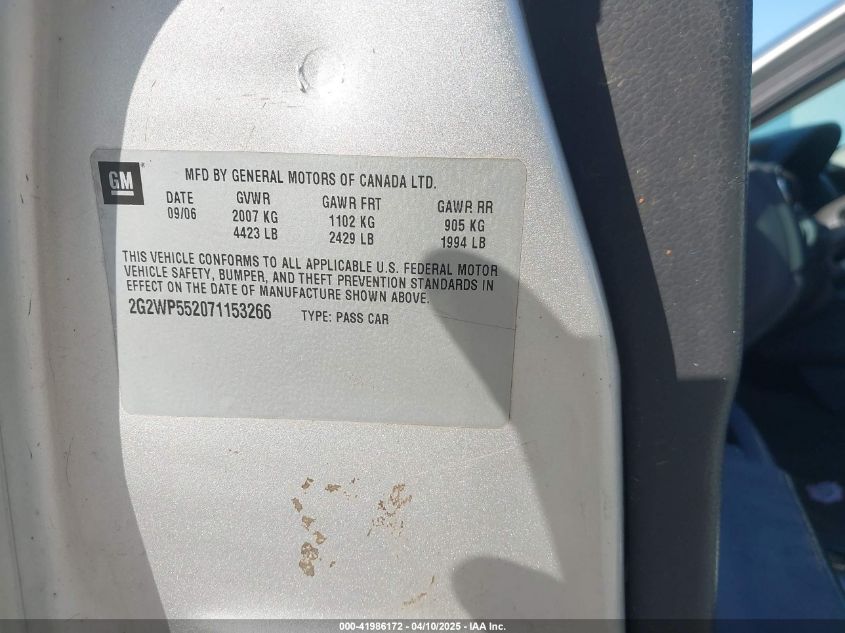 GM
MFD BY GENERAL MOTORS OF CANADA LTD.
DATE GVWR GAWR FRT GAWR RR
09/06 2007 KG 1102 KG 905 KG
4423 LB 2429 LB 1994 LB
THIS VEHICLE CONFORMS TO ALL APPLICABLE U.S. FEDERAL MOTOR
VEHICLE SAFETY, BUMPER, AND THEFT PREVENTION STANDARDS IN
EFFECT ON THE DATE OF MANUFACTURE SHOWN ABOVE.
2G2WP552071153266 TYPE: PASS CAR
000-41986172 - 04/10/2025 - IAA Inc.